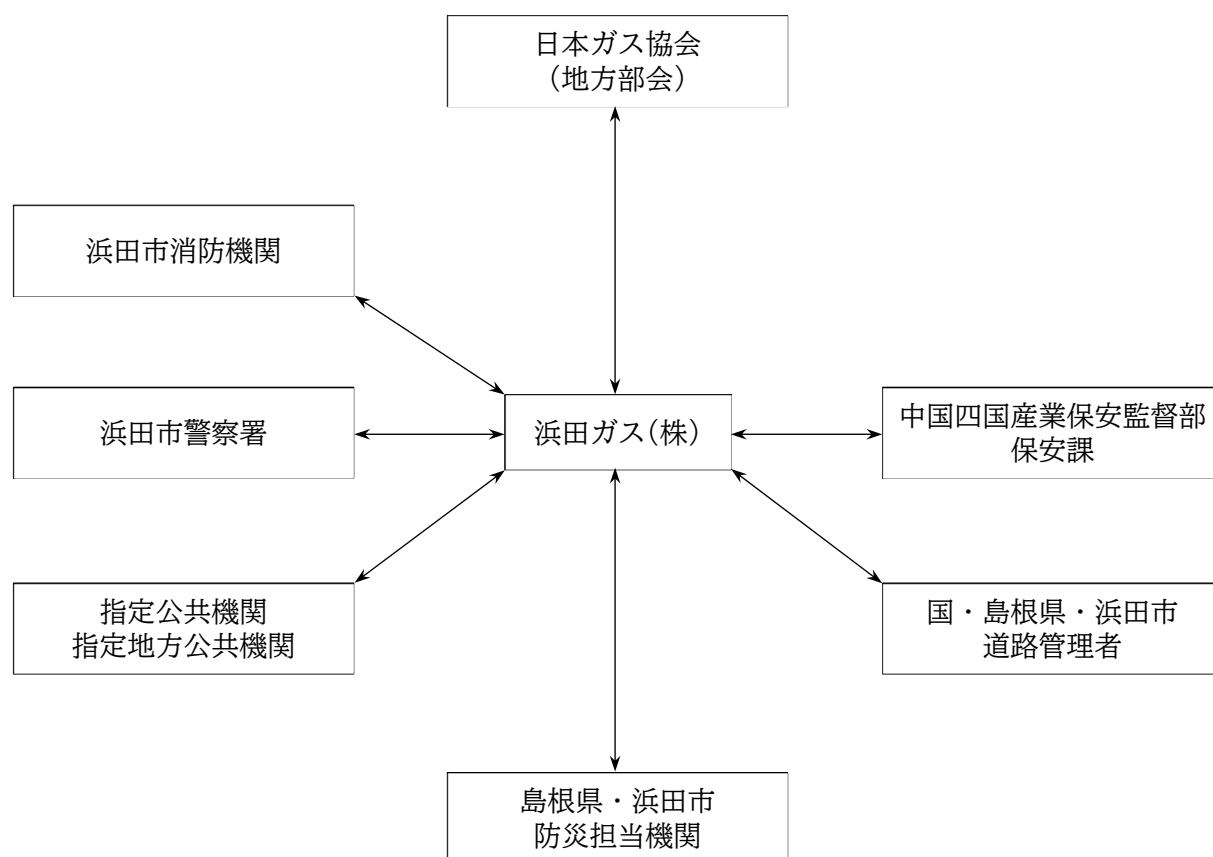 日本ガス協会
（地方部会）
浜田市消防機関
浜田市警察署
浜田ガス（株）
中国四国産業保安監督部
保安課
指定公共機関
指定地方公共機関
国・島根県・浜田市
道路管理者
島根県・浜田市
防災担当機関